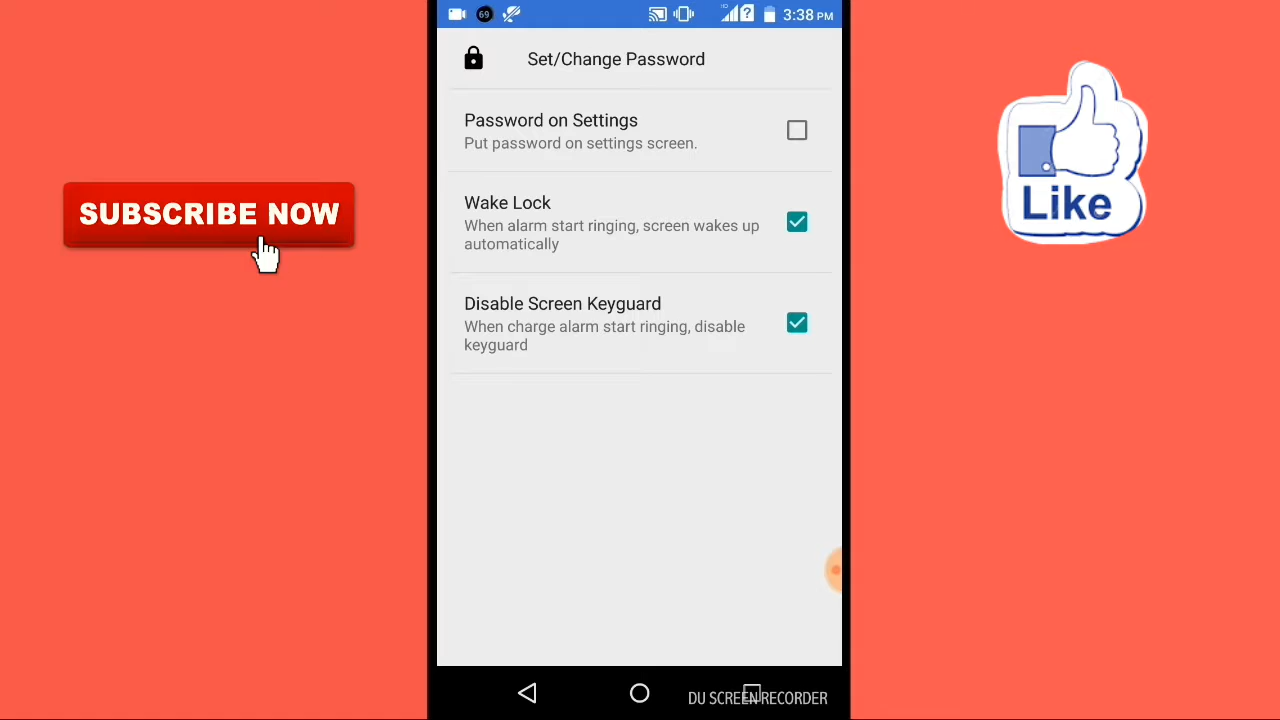 69
?
3:38 PM
Set/Change Password
Password on Settings
Put password on settings screen.
Wake Lock
When alarm start ringing, screen wakes up
automatically
Disable Screen Keyguard
When charge alarm start ringing, disable
keyguard
SUBSCRIBE NOW
Like
DU SCREEN RECORDER